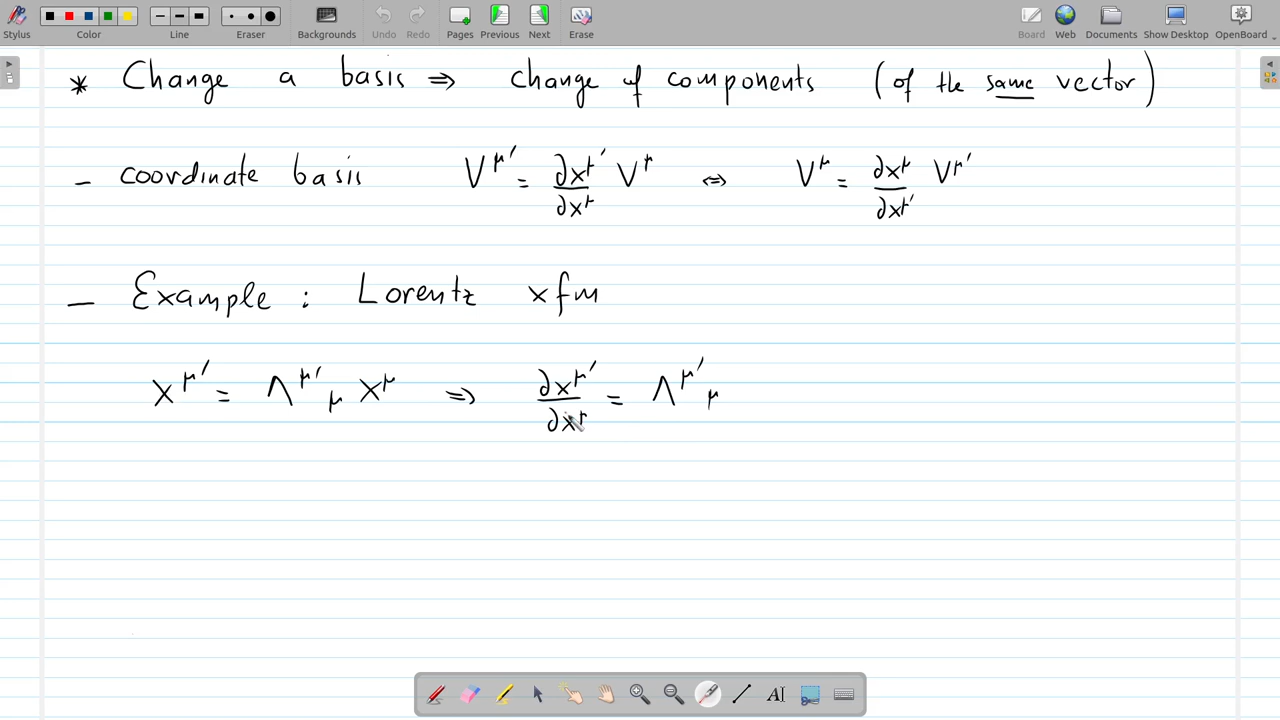 Stylus Color Line Eraser Backgrounds Undo Redo Pages Previous Next Erase Board Web Documents Show Desktop OpenBoard
* Change a basis ⇒ change of components (of the same vector)
- coordinate basis V^μ' = ∂x^μ'/∂x^μ V^μ ⇔ V^μ = ∂x^μ/∂x^μ' V^μ'
- Example : Lorentz xfm
x^μ' = Λ^μ'_μ x^μ ⇒ ∂x^μ'/∂x^μ = Λ^μ'_μ
AI